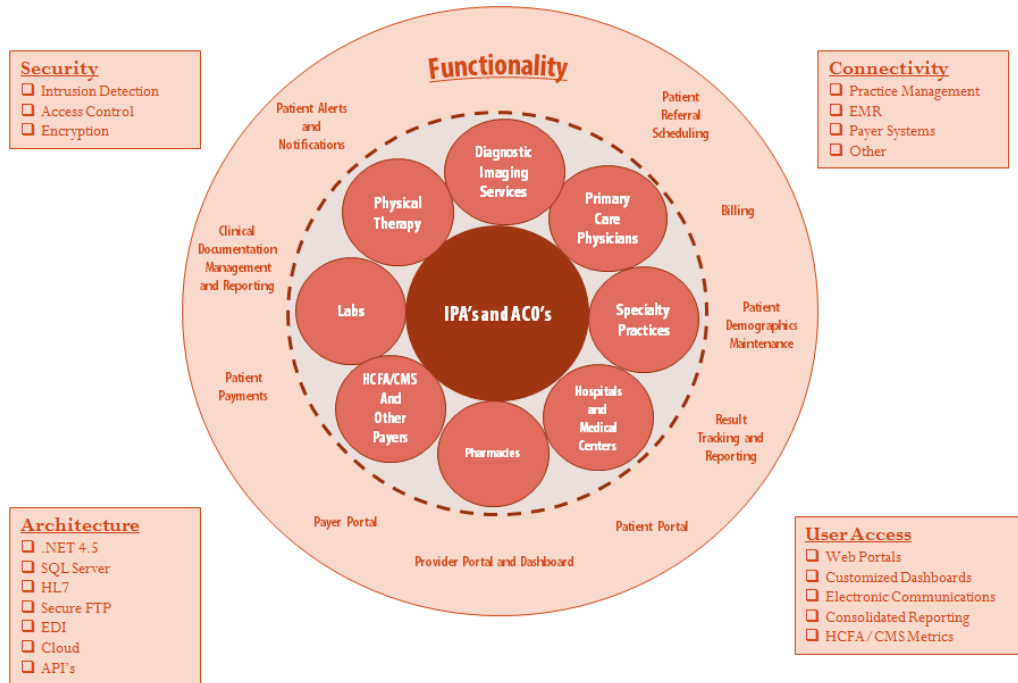 Security
Intrusion Detection
Access Control
Encryption
Functionality
Connectivity
Practice Management
EMR
Payer Systems
Other
Patient Alerts
and
Notifications
Patient
Referral
Scheduling
Clinical
Documentation
Management
and Reporting
Billing
Patient
Demographics
Maintenance
Patient
Payments
Result
Tracking and
Reporting
Payer Portal
Patient Portal
Provider Portal and Dashboard
Diagnostic
Imaging
Services
Physical
Therapy
Primary
Care
Physicians
Labs
IPA's and ACO's
Specialty
Practices
HCFA/CMS
And
Other
Payers
Hospitals
and
Medical
Centers
Pharmacies
Architecture
.NET 4.5
SQL Server
HL7
Secure FTP
EDI
Cloud
API's
User Access
Web Portals
Customized Dashboards
Electronic Communications
Consolidated Reporting
HCFA / CMS Metrics